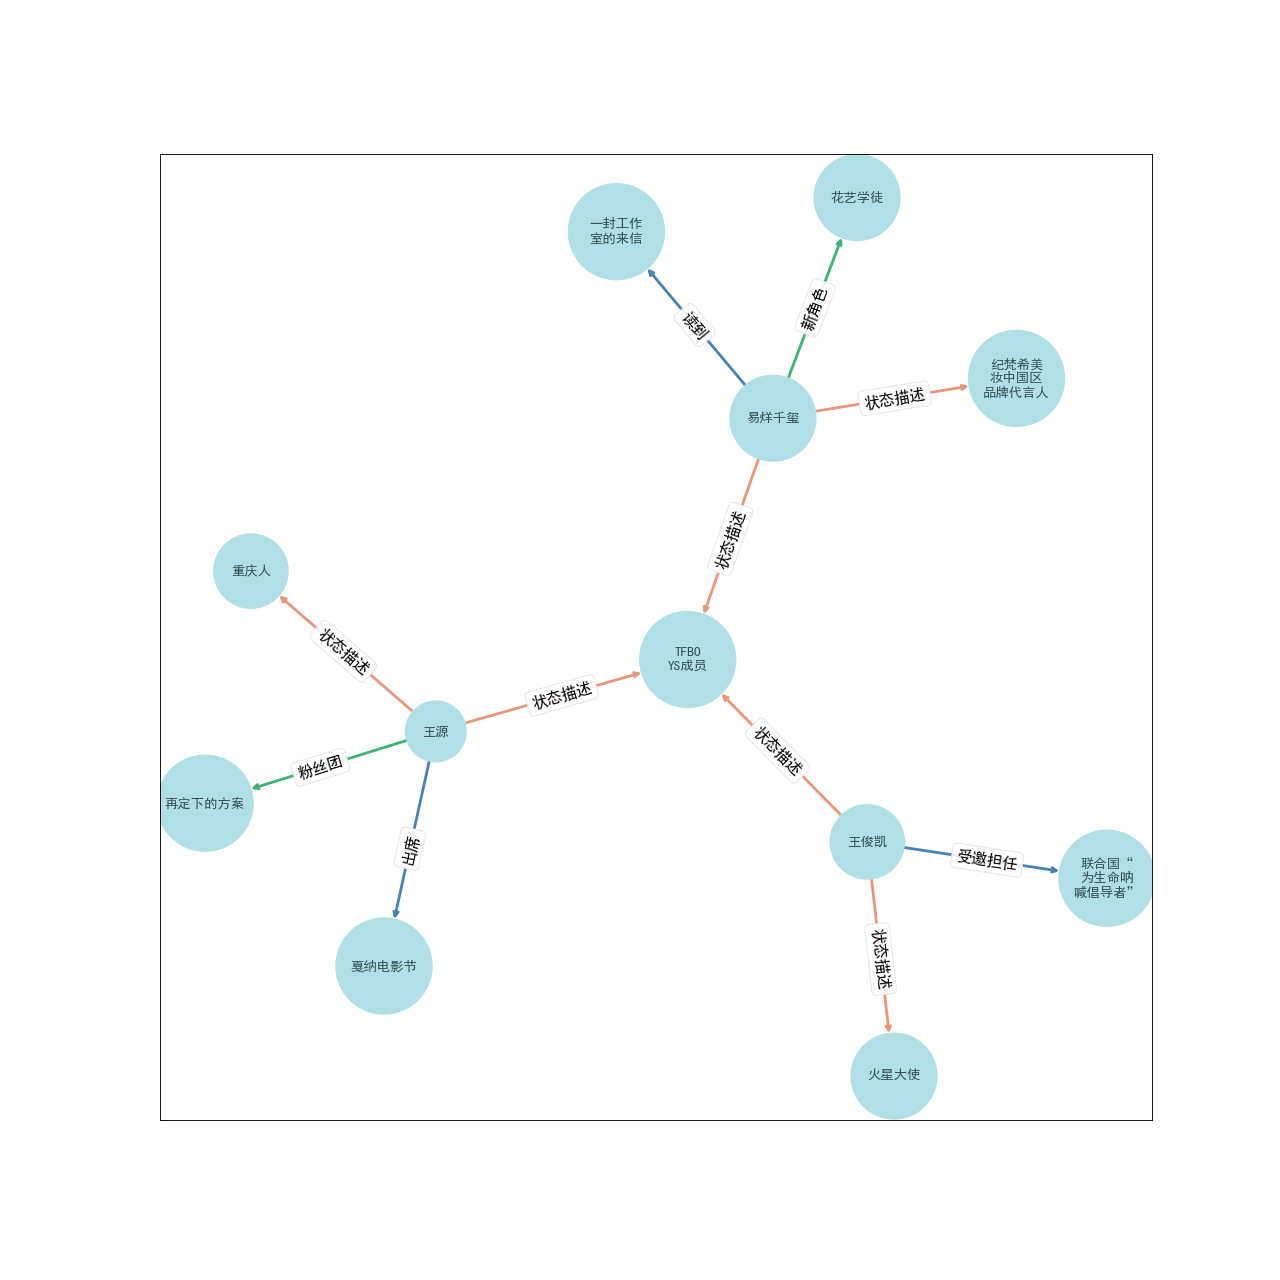 花艺学徒
一封工作
室的来信
新角色
读到
纪梵希美
妆中国区
品牌代言人
状态描述
易烊千玺
状态描述
重庆人
状态描述
TFBO
YS成员
状态描述
王源
状态描述
粉丝团
再定下的方案
出席
王俊凯
受邀担任
联合国“
为生命呐
喊倡导者”
状态描述
戛纳电影节
火星大使